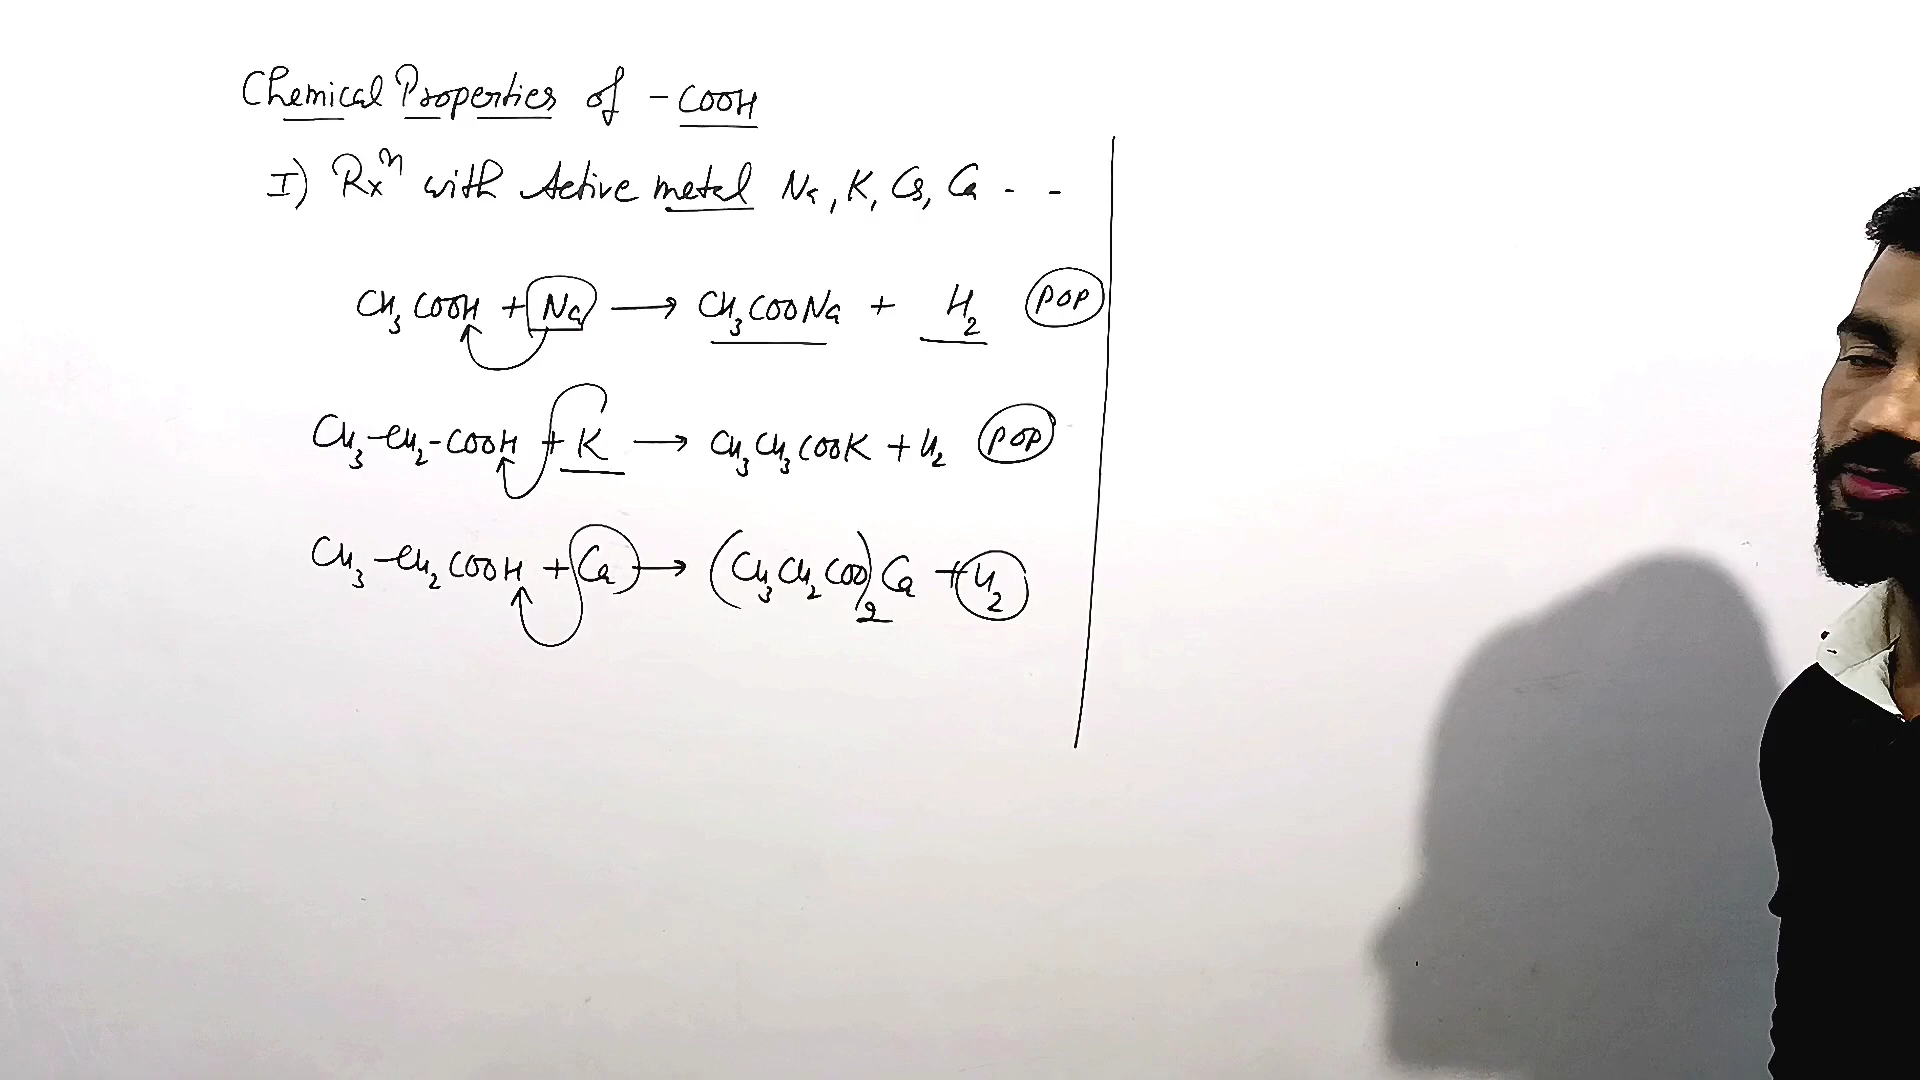 Chemical Properties of -COOH
I) Rxⁿ with Active metal Na, K, Cs, Ca - -
CH₃COOH + Na → CH₃COONa + H₂ POP
CH₃-CH₂-COOH + K → CH₃CH₃COOK + H₂ POP
CH₃-CH₂COOH + Ca → (CH₃CH₂COO)₂Ca + H₂